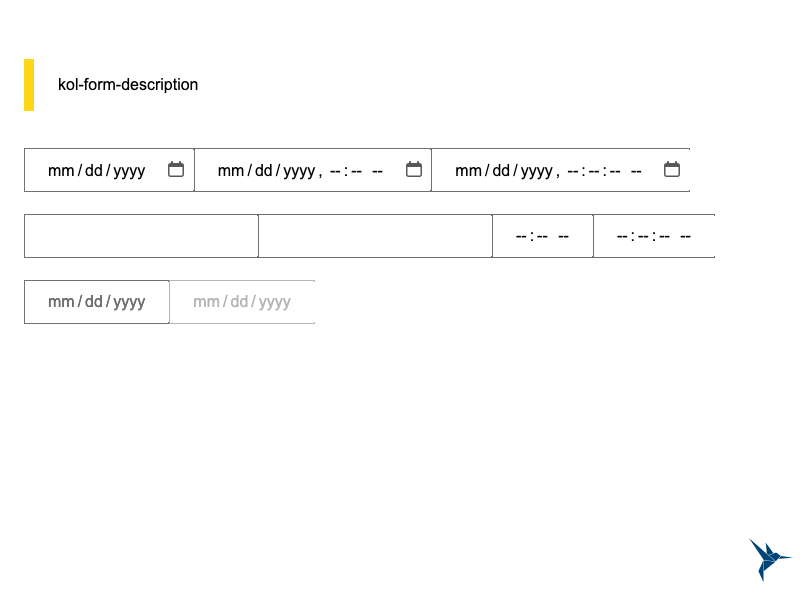 kol-form-description
mm/dd/yyyy mm/dd/yyyy, --:-- -- mm/dd/yyyy, --:--:-- --
--:-- -- --:--:-- --
mm/dd/yyyy mm/dd/yyyy